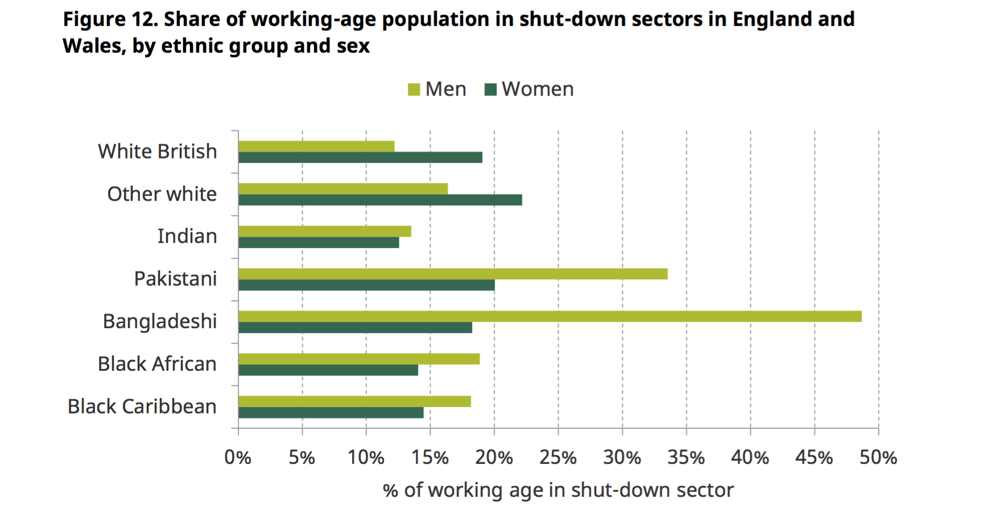 Figure 12. Share of working-age population in shut-down sectors in England and
Wales, by ethnic group and sex
Men Women
White British
Other white
Indian
Pakistani
Bangladeshi
Black African
Black Caribbean
0% 5% 10% 15% 20% 25% 30% 35% 40% 45% 50%
% of working age in shut-down sector